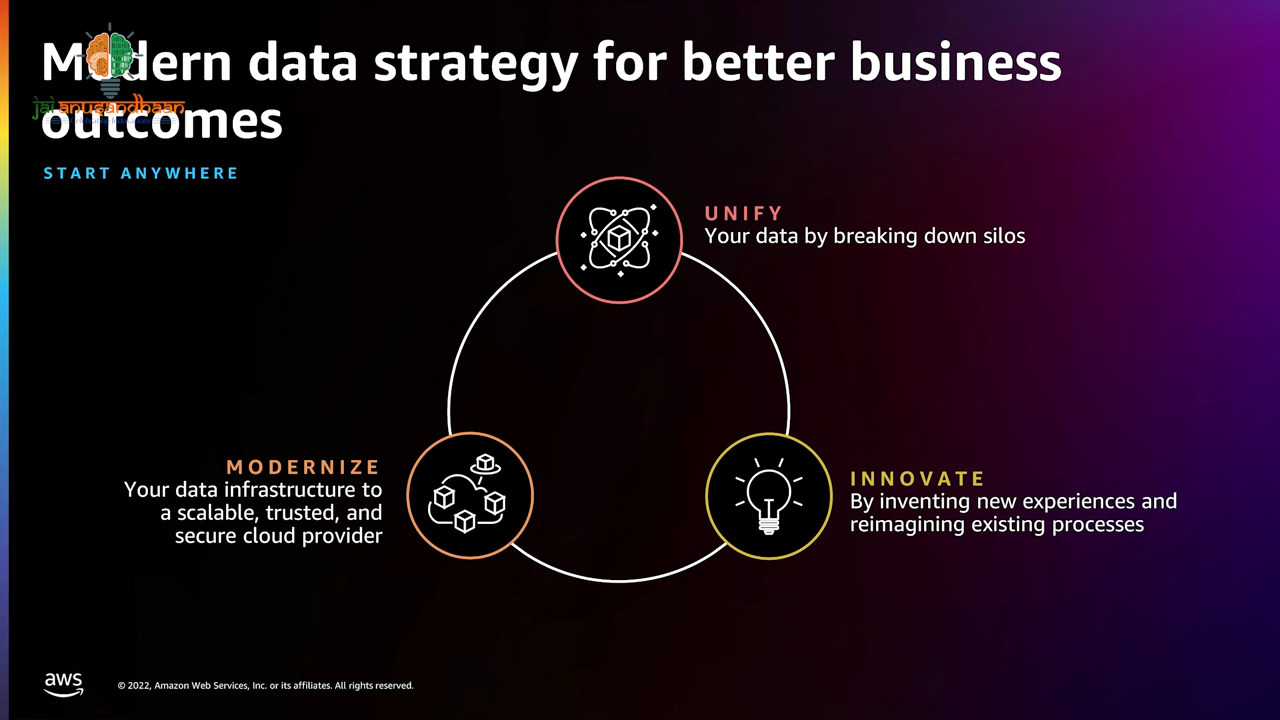 Modern data strategy for better business
outcomes
jai anusandhaan
START ANYWHERE
UNIFY
Your data by breaking down silos
MODERNIZE
Your data infrastructure to
a scalable, trusted, and
secure cloud provider
INNOVATE
By inventing new experiences and
reimagining existing processes
aws
© 2022, Amazon Web Services, Inc. or its affiliates. All rights reserved.